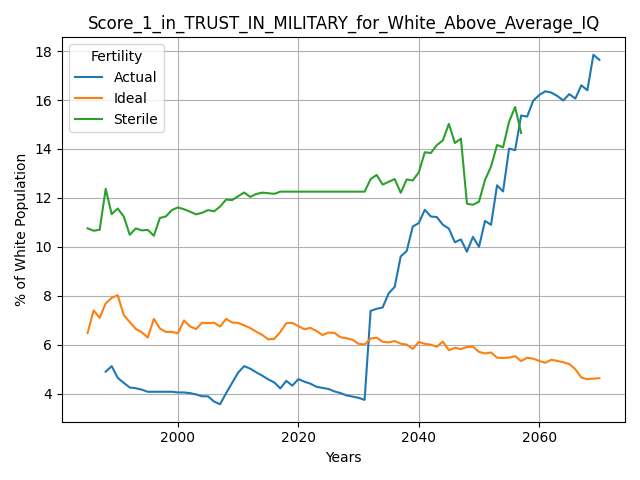 Score_1_in_TRUST_IN_MILITARY_for_White_Above_Average_IQ
Fertility
Actual
Ideal
Sterile
% of White Population
18
16
14
12
10
8
6
4
2000
2020
2040
2060
Years